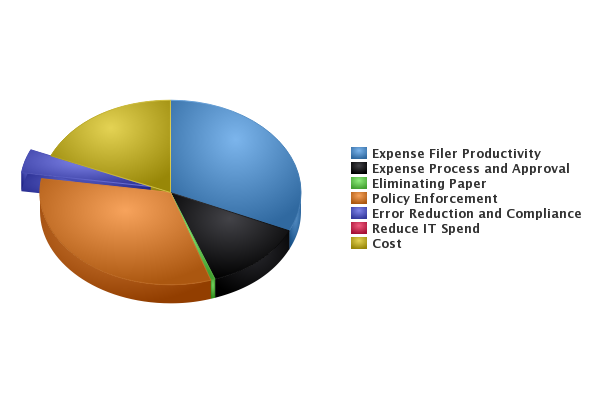 Expense Filer Productivity
Expense Process and Approval
Eliminating Paper
Policy Enforcement
Error Reduction and Compliance
Reduce IT Spend
Cost